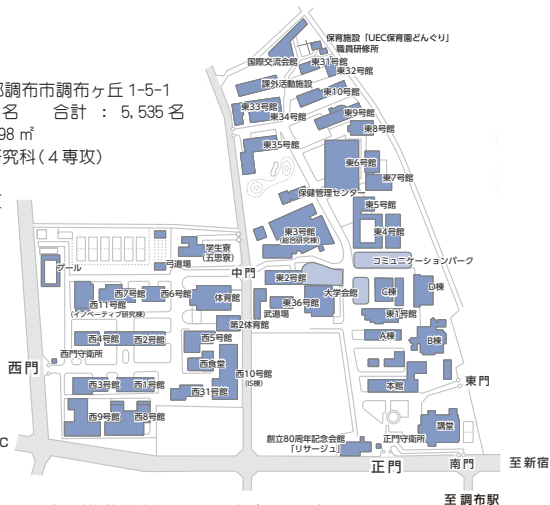 保育施設「UEC保育園どんぐり」
職員研修所
国際交流会館
東31号館
東32号館
課外活動施設
部調布市調布ヶ丘 1-5-1
名 合計 : 5,535 名
98 ㎡
研究科(4専攻)
東10号館
東33号館
東34号館
東9号館
東8号館
東35号館
東6号館
東7号館
保健管理センター
東5号館
東3号館
(総合研究棟)
東4号館
学生寮
(五思寮)
コミュニケーションパーク
プール
弓道場
中門
東2号館
大学会館
C棟
D棟
西7号館
西6号館
体育館
西11号館
(イノベーティブ研究棟)
武道場
東36号館
東1号館
第2体育館
西4号館
西2号館
西5号館
A棟
B棟
西門守衛所
西門
西食堂
西10号館
(IS棟)
西3号館
西1号館
西31号館
本館
東門
西9号館
西8号館
創立80周年記念会館
「リサージュ」
正門守衛所
講堂
C
正門
南門
至新宿
至調布駅